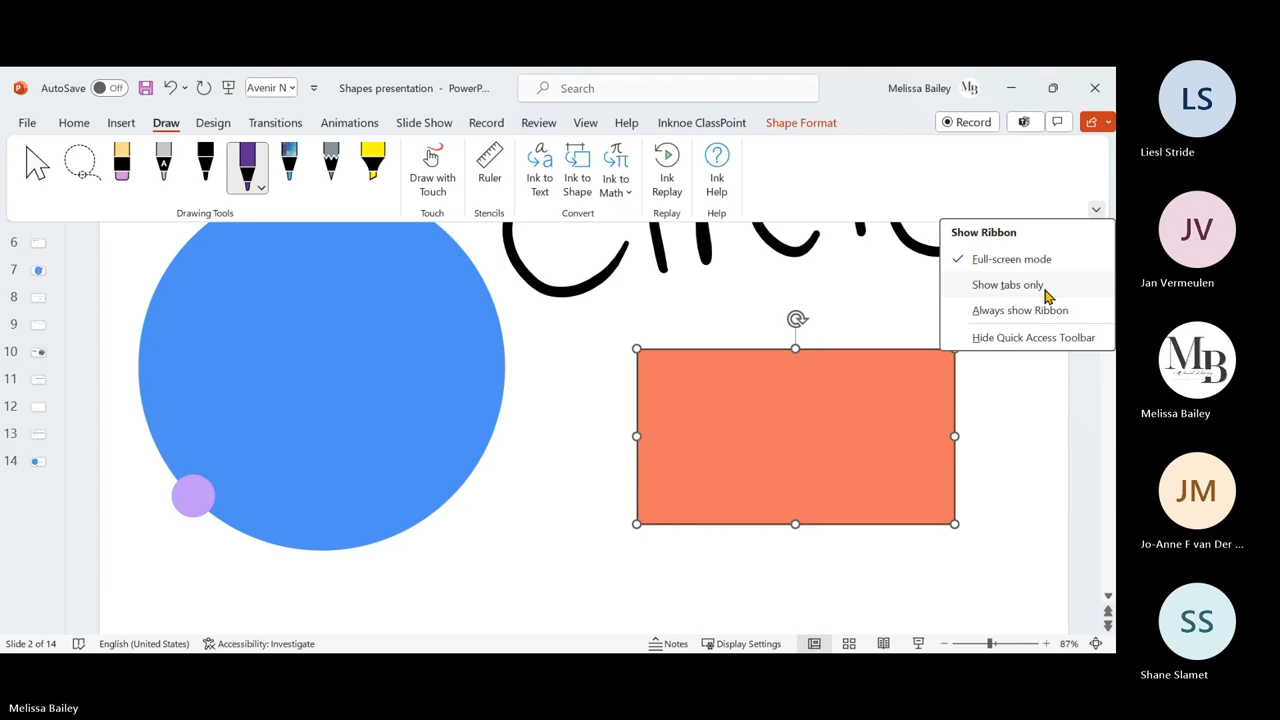 AutoSave Off Avenir N Shapes presentation - PowerP... Search Melissa Bailey MB
File Home Insert Draw Design Transitions Animations Slide Show Record Review View Help Inknoe ClassPoint Shape Format Record
Draw with Touch
Ruler
Ink to Text
Ink to Shape
Ink to Math
Ink Replay
Ink Help
Drawing Tools Touch Stencils Convert Replay Help
Show Ribbon
Full-screen mode
Show tabs only
Always show Ribbon
Hide Quick Access Toolbar
6
7
8
9
10
11
12
13
14
Slide 2 of 14 English (United States) Accessibility: Investigate Notes Display Settings 87%
LS
Liesl Stride
JV
Jan Vermeulen
MB
Melissa Bailey
JM
Jo-Anne F van Der ...
SS
Shane Slamet
Melissa Bailey